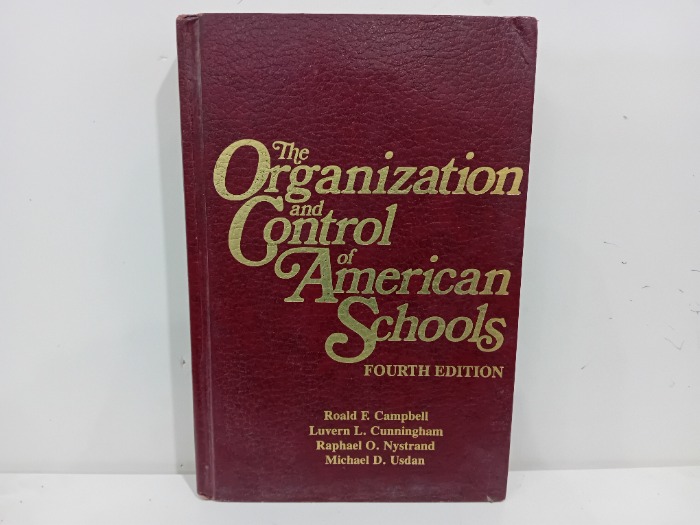 The
Organization
and
Control
of
American
Schools
FOURTH EDITION
Roald F. Campbell
Luvern L. Cunningham
Raphael O. Nystrand
Michael D. Usdan